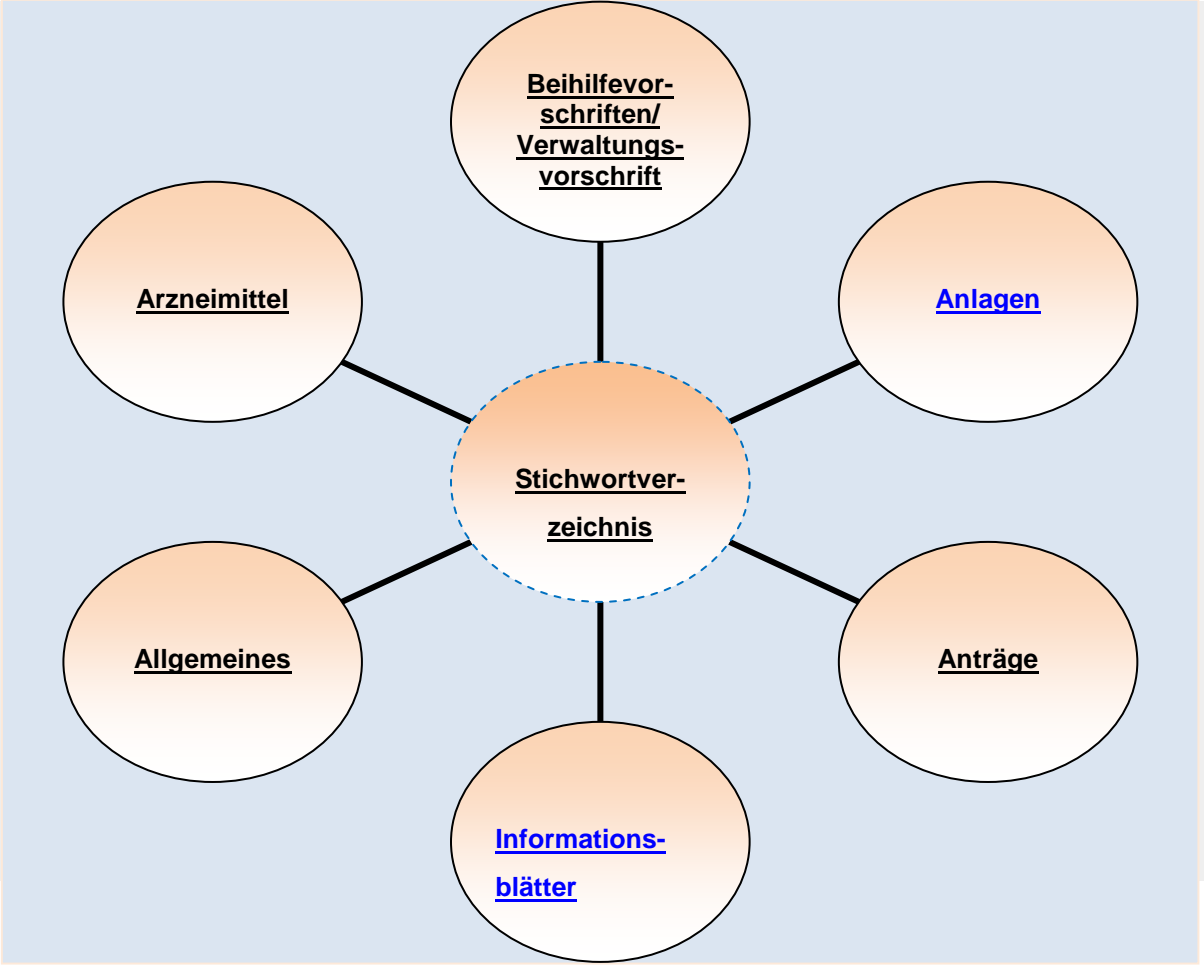 Beihilfevor-
schriften/
Verwaltungs-
vorschrift
Arzneimittel
Anlagen
Stichwortver-
zeichnis
Allgemeines
Anträge
Informations-
blätter